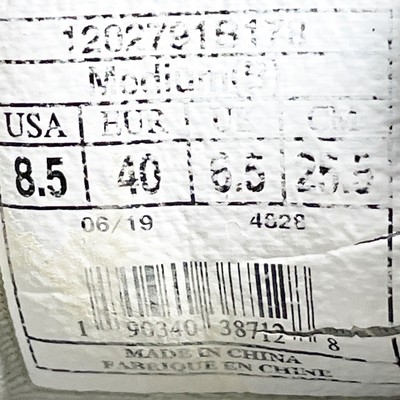 Medium(B)
USA EUR UK CM
8.5 40 6.5 25.5
06/19 4628
1 90340 38712 8
MADE IN CHINA
FABRIQUE EN CHINE